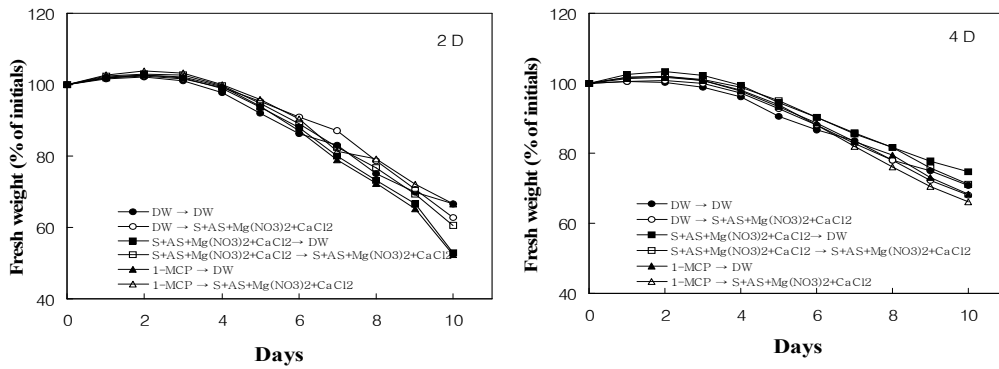 120
100
80
60
40
Fresh weight (% of initials)
2 D
DW → DW
DW → S+AS+Mg(NO3)2+CaCl2
S+AS+Mg(NO3)2+CaCl2→ DW
S+AS+Mg(NO3)2+CaCl2 → S+AS+Mg(NO3)2+CaCl2
1-MCP → DW
1-MCP → S+AS+Mg(NO3)2+CaCl2
0 2 4 6 8 10
Days
120
100
80
60
40
Fresh weight (% of initials)
4 D
DW → DW
DW → S+AS+Mg(NO3)2+CaCl2
S+AS+Mg(NO3)2+CaCl2→ DW
S+AS+Mg(NO3)2+CaCl2 → S+AS+Mg(NO3)2+CaCl2
1-MCP → DW
1-MCP → S+AS+Mg(NO3)2+CaCl2
0 2 4 6 8 10
Days